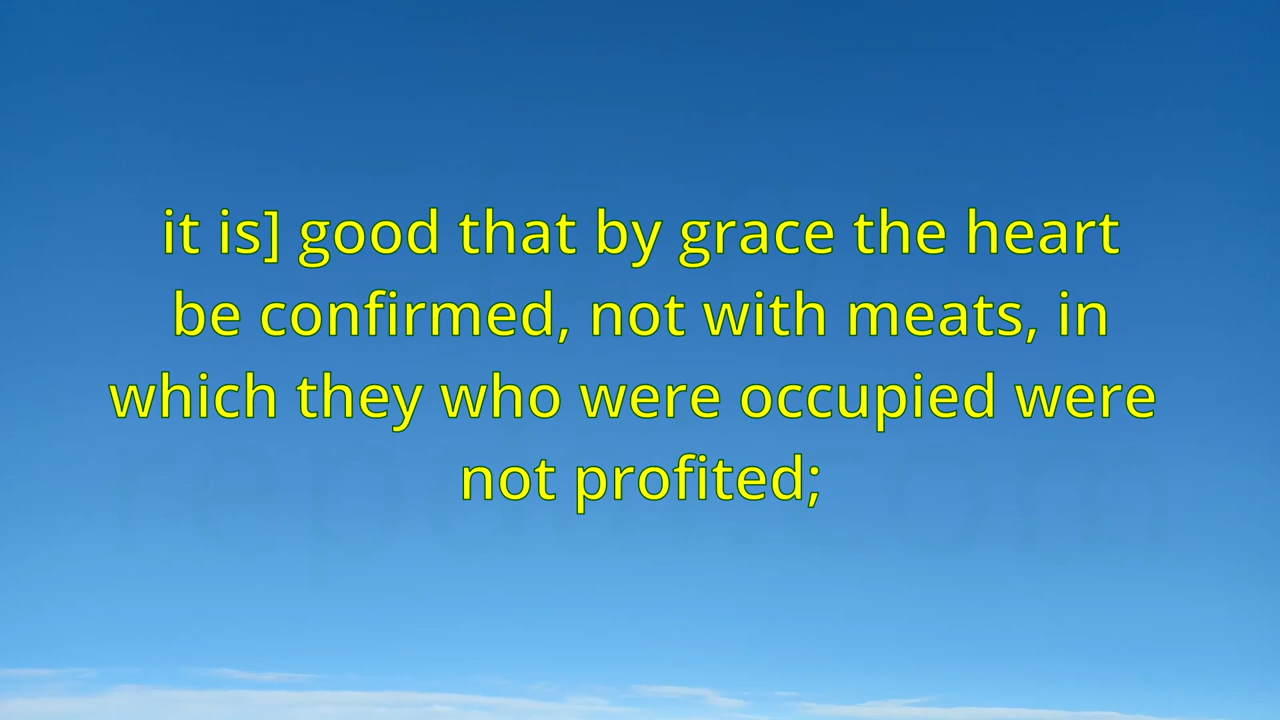 it is] good that by grace the heart
be confirmed, not with meats, in
which they who were occupied were
not profited;